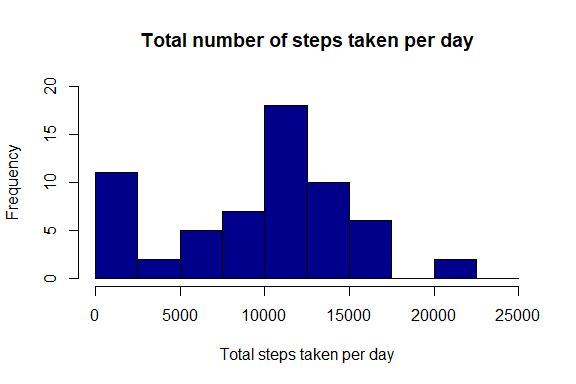 Total number of steps taken per day
Frequency
20
15
10
5
0
0 5000 10000 15000 20000 25000
Total steps taken per day